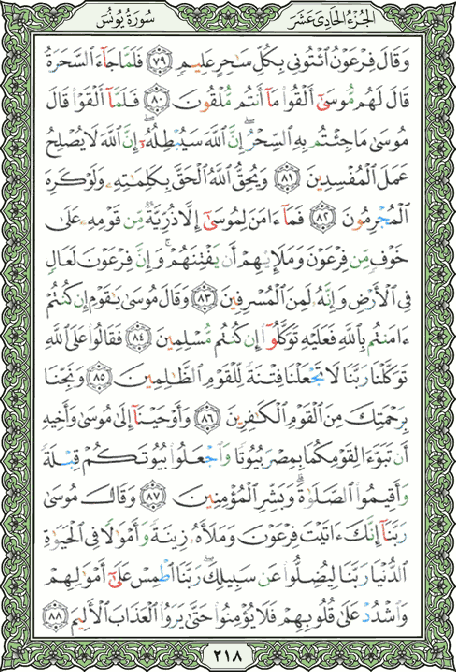 الجزء الحادى عشر
سورة يونس
وَقَالَ فِرْعَوْنُ ٱئْتُونِى بِكُلِّ سَٰحِرٍ عَلِيمٍ ٧٩ فَلَمَّا جَآءَ ٱلسَّحَرَةُ
قَالَ لَهُم مُّوسَىٰٓ أَلْقُوا۟ مَآ أَنتُم مُّلْقُونَ ٨٠ فَلَمَّآ أَلْقَوْا۟ قَالَ
مُوسَىٰ مَا جِئْتُم بِهِ ٱلسِّحْرُ ۖ إِنَّ ٱللَّهَ سَيُبْطِلُهُۥٓ ۖ إِنَّ ٱللَّهَ لَا يُصْلِحُ
عَمَلَ ٱلْمُفْسِدِينَ ٨١ وَيُحِقُّ ٱللَّهُ ٱلْحَقَّ بِكَلِمَٰتِهِۦ وَلَوْ كَرِهَ
ٱلْمُجْرِمُونَ ٨٢ فَمَآ ءَامَنَ لِمُوسَىٰٓ إِلَّا ذُرِّيَّةٌ مِّن قَوْمِهِۦ عَلَىٰ
خَوْفٍ مِّن فِرْعَوْنَ وَمَلَإِي۟هِمْ أَن يَفْتِنَهُمْ ۚ وَإِنَّ فِرْعَوْنَ لَعَالٍ
فِى ٱلْأَرْضِ وَإِنَّهُۥ لَمِنَ ٱلْمُسْرِفِينَ ٨٣ وَقَالَ مُوسَىٰ يَٰقَوْمِ إِن كُنتُمْ
ءَامَنتُم بِٱللَّهِ فَعَلَيْهِ تَوَكَّلُوٓا۟ إِن كُنتُم مُّسْلِمِينَ ٨٤ فَقَالُوا۟ عَلَى ٱللَّهِ
تَوَكَّلْنَا رَبَّنَا لَا تَجْعَلْنَا فِتْنَةً لِّلْقَوْمِ ٱلظَّٰلِمِينَ ٨٥ وَنَجِّنَا
بِرَحْمَتِكَ مِنَ ٱلْقَوْمِ ٱلْكَٰفِرِينَ ٨٦ وَأَوْحَيْنَآ إِلَىٰ مُوسَىٰ وَأَخِيهِ
أَن تَبَوَّءَا لِقَوْمِكُمَا بِمِصْرَ بُيُوتًا وَٱجْعَلُوا۟ بُيُوتَكُمْ قِبْلَةً
وَأَقِيمُوا۟ ٱلصَّلَوٰةَ ۗ وَبَشِّرِ ٱلْمُؤْمِنِينَ ٨٧ وَقَالَ مُوسَىٰ
رَبَّنَآ إِنَّكَ ءَاتَيْتَ فِرْعَوْنَ وَمَلَأَهُۥ زِينَةً وَأَمْوَٰلًا فِى ٱلْحَيَوٰةِ
ٱلدُّنْيَا رَبَّنَا لِيُضِلُّوا۟ عَن سَبِيلِكَ ۖ رَبَّنَا ٱطْمِسْ عَلَىٰٓ أَمْوَٰلِهِمْ
وَٱشْدُدْ عَلَىٰ قُلُوبِهِمْ فَلَا يُؤْمِنُوا۟ حَتَّىٰ يَرَوُا۟ ٱلْعَذَابَ ٱلْأَلِيمَ ٨٨
٢١٨